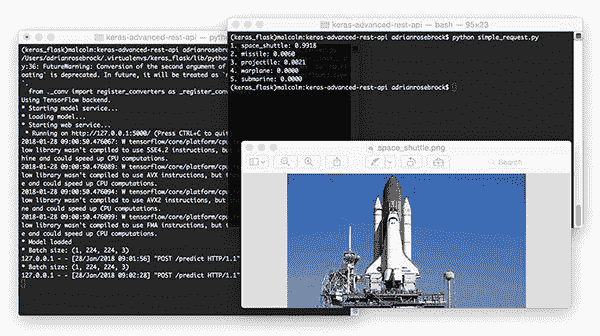 keras-advanced-rest-api — python
(keras_flask)malcolm:keras-advanced-rest-api adrianrosebrock$ p
/Users/adrianrosebrock/.virtualenvs/keras_flask/lib/pytho
y:36: FutureWarning: Conversion of the second argument of
oating` is deprecated. In future, it will be treated as `
`.
from ._conv import register_converters as _register_conv
Using TensorFlow backend.
* Starting model service...
* Loading model...
* Starting web service...
* Running on http://127.0.0.1:5000/ (Press CTRL+C to quit
2018-01-28 09:00:50.476067: W tensorflow/core/platform/cpu_
low library wasn't compiled to use SSE4.2 instructions, but
hine and could speed up CPU computations.
2018-01-28 09:00:50.476089: W tensorflow/core/platform/cpu_
low library wasn't compiled to use AVX instructions, but th
e and could speed up CPU computations.
2018-01-28 09:00:50.476094: W tensorflow/core/platform/cpu_
low library wasn't compiled to use AVX2 instructions, but t
ne and could speed up CPU computations.
2018-01-28 09:00:50.476099: W tensorflow/core/platform/cpu_
low library wasn't compiled to use FMA instructions, but th
e and could speed up CPU computations.
* Model loaded
* Batch size: (1, 224, 224, 3)
127.0.0.1 - - [28/Jan/2018 09:01:56] "POST /predict HTTP/1.1"
* Batch size: (1, 224, 224, 3)
127.0.0.1 - - [28/Jan/2018 09:02:28] "POST /predict HTTP/1.1"
keras-advanced-rest-api — bash — 95x23
(keras_flask)malcolm:keras-advanced-rest-api adrianrosebrock$ python simple_request.py
1. space_shuttle: 0.9918
2. missile: 0.0060
3. projectile: 0.0021
4. warplane: 0.0000
5. submarine: 0.0000
(keras_flask)malcolm:keras-advanced-rest-api adrianrosebrock$
space_shuttle.png
Search